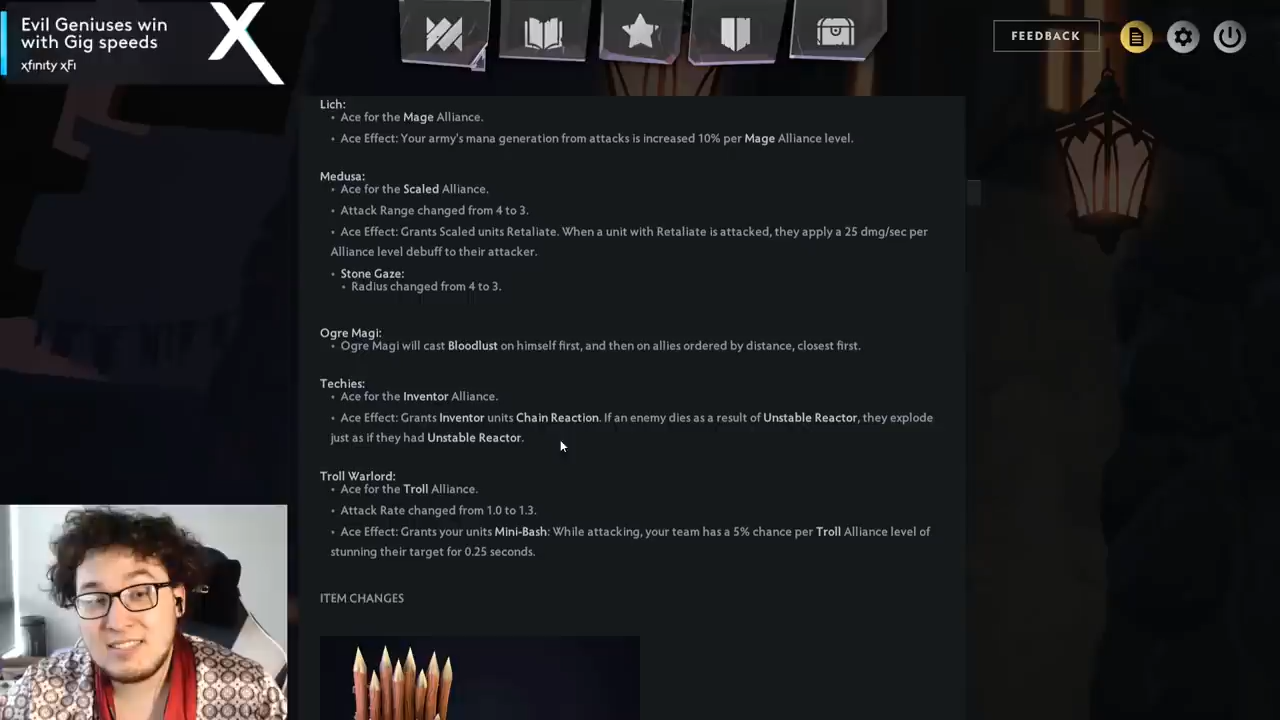 Evil Geniuses win
with Gig speeds
xfinity xFi
X
FEEDBACK
Lich:
• Ace for the Mage Alliance.
• Ace Effect: Your army's mana generation from attacks is increased 10% per Mage Alliance level.
Medusa:
• Ace for the Scaled Alliance.
• Attack Range changed from 4 to 3.
• Ace Effect: Grants Scaled units Retaliate. When a unit with Retaliate is attacked, they apply a 25 dmg/sec per
Alliance level debuff to their attacker.
• Stone Gaze:
• Radius changed from 4 to 3.
Ogre Magi:
• Ogre Magi will cast Bloodlust on himself first, and then on allies ordered by distance, closest first.
Techies:
• Ace for the Inventor Alliance.
• Ace Effect: Grants Inventor units Chain Reaction. If an enemy dies as a result of Unstable Reactor, they explode
just as if they had Unstable Reactor.
Troll Warlord:
• Ace for the Troll Alliance.
• Attack Rate changed from 1.0 to 1.3.
• Ace Effect: Grants your units Mini-Bash: While attacking, your team has a 5% chance per Troll Alliance level of
stunning their target for 0.25 seconds.
ITEM CHANGES